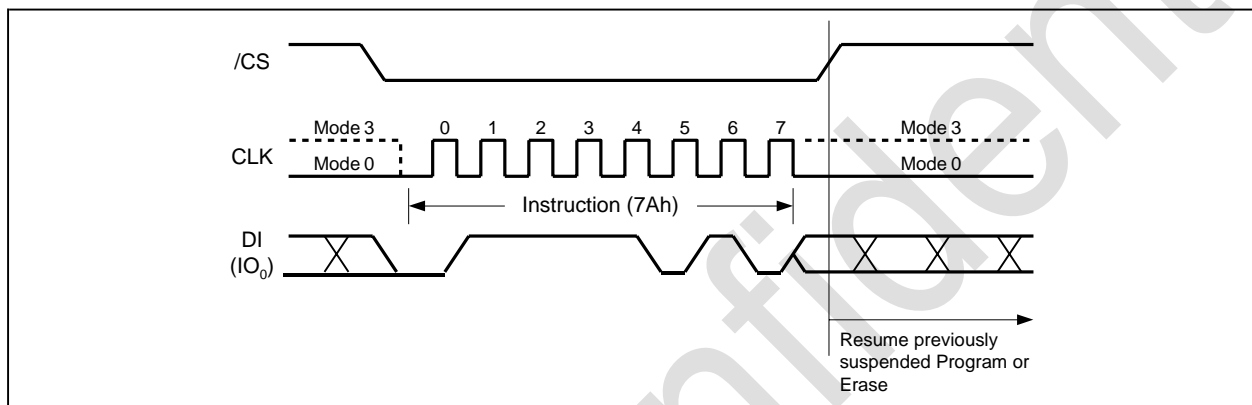 /CS
Mode 3
0 1 2 3 4 5 6 7
Mode 3
CLK
Mode 0
Mode 0
Instruction (7Ah)
DI
(IO0)
Resume previously
suspended Program or
Erase